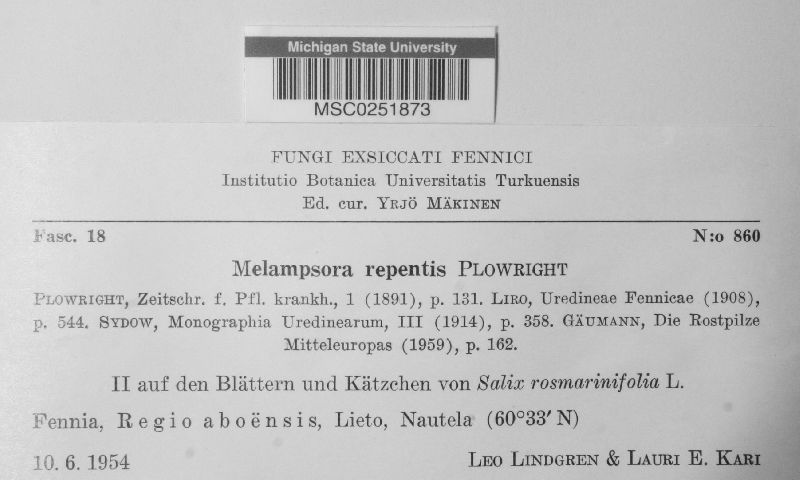 Michigan State University
MSC0251873
FUNGI EXSICCATI FENNICI
Institutio Botanica Universitatis Turkuensis
Ed. cur. YRJÖ MÄKINEN
Fasc. 18 N:o 860
Melampsora repentis PLOWRIGHT
PLOWRIGHT, Zeitschr. f. Pfl. krankh., 1 (1891), p. 131. LIRO, Uredineae Fennicae (1908),
p. 544. SYDOW, Monographia Uredinearum, III (1914), p. 358. GÄUMANN, Die Rostpilze
Mitteleuropas (1959), p. 162.
II auf den Blättern und Kätzchen von Salix rosmarinifolia L.
Fennia, Regio aboënsis, Lieto, Nautela (60°33′ N)
10. 6. 1954 LEO LINDGREN & LAURI E. KARI